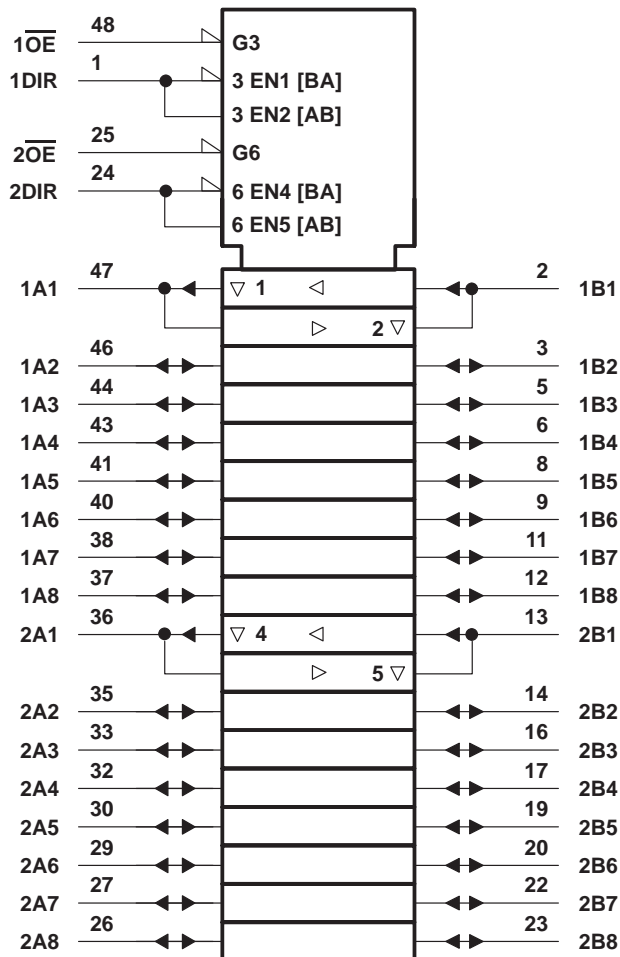 1O̅E̅ 48 G3
1DIR 1 3 EN1 [BA]
3 EN2 [AB]
2O̅E̅ 25 G6
2DIR 24 6 EN4 [BA]
6 EN5 [AB]
1A1 47 ▽ 1 ◁ 2 1B1
▷ 2 ▽
1A2 46 3 1B2
1A3 44 5 1B3
1A4 43 6 1B4
1A5 41 8 1B5
1A6 40 9 1B6
1A7 38 11 1B7
1A8 37 12 1B8
2A1 36 ▽ 4 ◁ 13 2B1
▷ 5 ▽
2A2 35 14 2B2
2A3 33 16 2B3
2A4 32 17 2B4
2A5 30 19 2B5
2A6 29 20 2B6
2A7 27 22 2B7
2A8 26 23 2B8